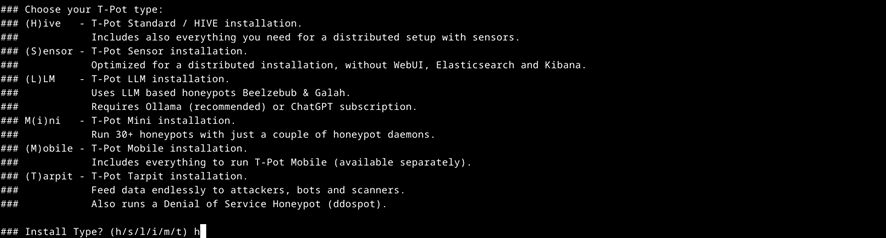 ### Choose your T-Pot type:
### (H)ive   - T-Pot Standard / HIVE installation.
###            Includes also everything you need for a distributed setup with sensors.
### (S)ensor - T-Pot Sensor installation.
###            Optimized for a distributed installation, without WebUI, Elasticsearch and Kibana.
### (L)LM    - T-Pot LLM installation.
###            Uses LLM based honeypots Beelzebub & Galah.
###            Requires Ollama (recommended) or ChatGPT subscription.
### M(i)ni   - T-Pot Mini installation.
###            Run 30+ honeypots with just a couple of honeypot daemons.
### (M)obile - T-Pot Mobile installation.
###            Includes everything to run T-Pot Mobile (available separately).
### (T)arpit - T-Pot Tarpit installation.
###            Feed data endlessly to attackers, bots and scanners.
###            Also runs a Denial of Service Honeypot (ddospot).

### Install Type? (h/s/l/i/m/t) h